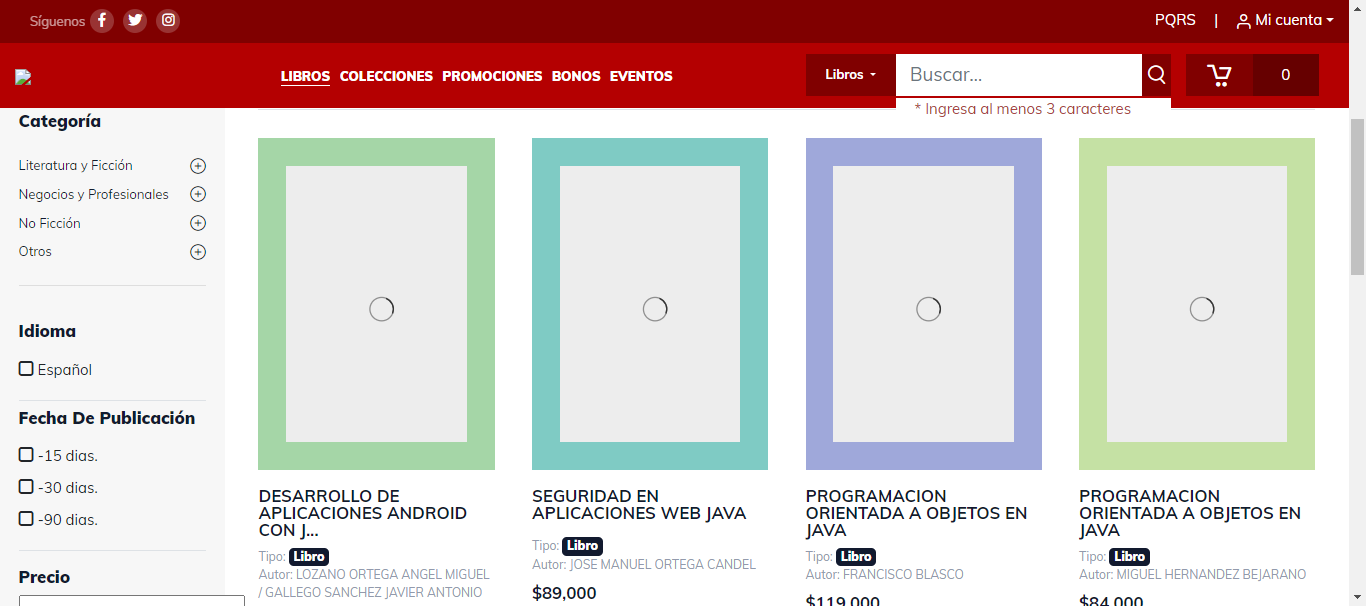 Síguenos
PQRS | Mi cuenta
LIBROS COLECCIONES PROMOCIONES BONOS EVENTOS
Libros
Buscar...
0
* Ingresa al menos 3 caracteres
Categoría
Literatura y Ficción
Negocios y Profesionales
No Ficción
Otros
Idioma
Español
Fecha De Publicación
-15 dias.
-30 dias.
-90 dias.
Precio
DESARROLLO DE
APLICACIONES ANDROID
CON J...
Tipo: Libro
Autor: LOZANO ORTEGA ANGEL MIGUEL
/ GALLEGO SANCHEZ JAVIER ANTONIO
SEGURIDAD EN
APLICACIONES WEB JAVA
Tipo: Libro
Autor: JOSE MANUEL ORTEGA CANDEL
$89,000
PROGRAMACION
ORIENTADA A OBJETOS EN
JAVA
Tipo: Libro
Autor: FRANCISCO BLASCO
$119,000
PROGRAMACION
ORIENTADA A OBJETOS EN
JAVA
Tipo: Libro
Autor: MIGUEL HERNANDEZ BEJARANO
$84,000